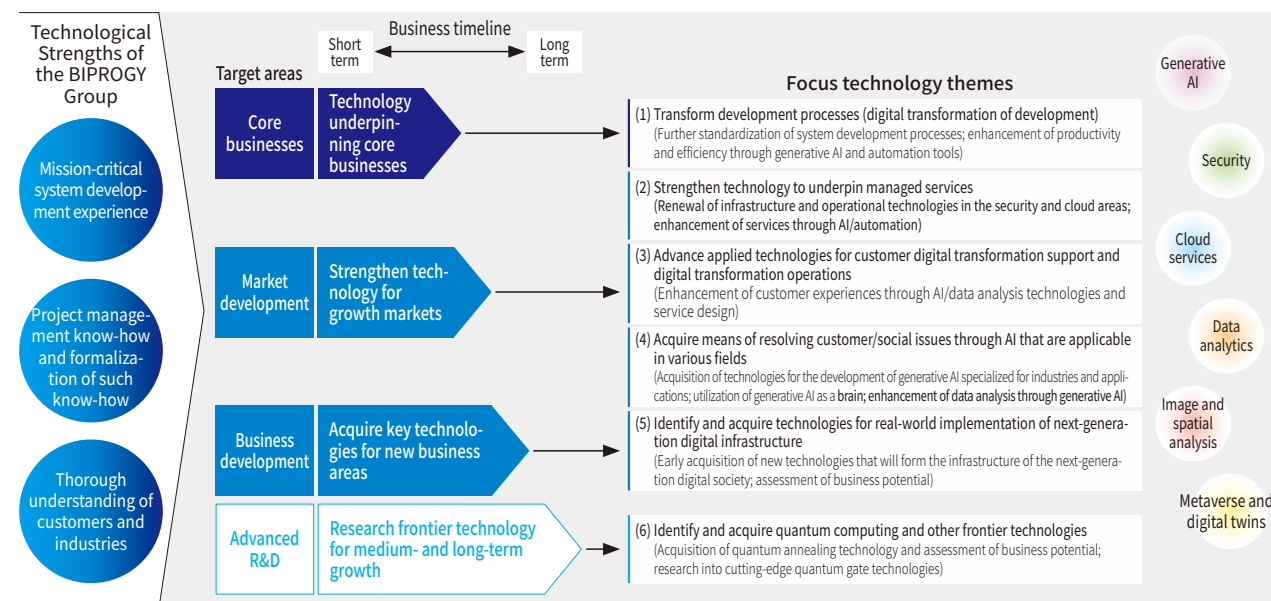 Technological
Strengths of
the BIPROGY
Group
Mission-critical
system develop-
ment experience
Project manage-
ment know-how
and formaliza-
tion of such
know-how
Thorough
understanding of
customers and
industries
Business timeline
Short
term
Long
term
Target areas
Focus technology themes
Core
businesses
Technology
underpin-
ning core
businesses
(1) Transform development processes (digital transformation of development)
(Further standardization of system development processes; enhancement of productivity
and efficiency through generative AI and automation tools)
(2) Strengthen technology to underpin managed services
(Renewal of infrastructure and operational technologies in the security and cloud areas;
enhancement of services through AI/automation)
Market
development
Strengthen tech-
nology for
growth markets
(3) Advance applied technologies for customer digital transformation support and
digital transformation operations
(Enhancement of customer experiences through AI/data analysis technologies and
service design)
(4) Acquire means of resolving customer/social issues through AI that are applicable
in various fields
(Acquisition of technologies for the development of generative AI specialized for industries and appli-
cations; utilization of generative AI as a brain; enhancement of data analysis through generative AI)
Business
development
Acquire key technolo-
gies for new business
areas
(5) Identify and acquire technologies for real-world implementation of next-genera-
tion digital infrastructure
(Early acquisition of new technologies that will form the infrastructure of the next-genera-
tion digital society; assessment of business potential)
Advanced
R&D
Research frontier technology
for medium- and long-term
growth
(6) Identify and acquire quantum computing and other frontier technologies
(Acquisition of quantum annealing technology and assessment of business potential;
research into cutting-edge quantum gate technologies)
Generative
AI
Security
Cloud
services
Data
analytics
Image and
spatial
analysis
Metaverse and
digital twins